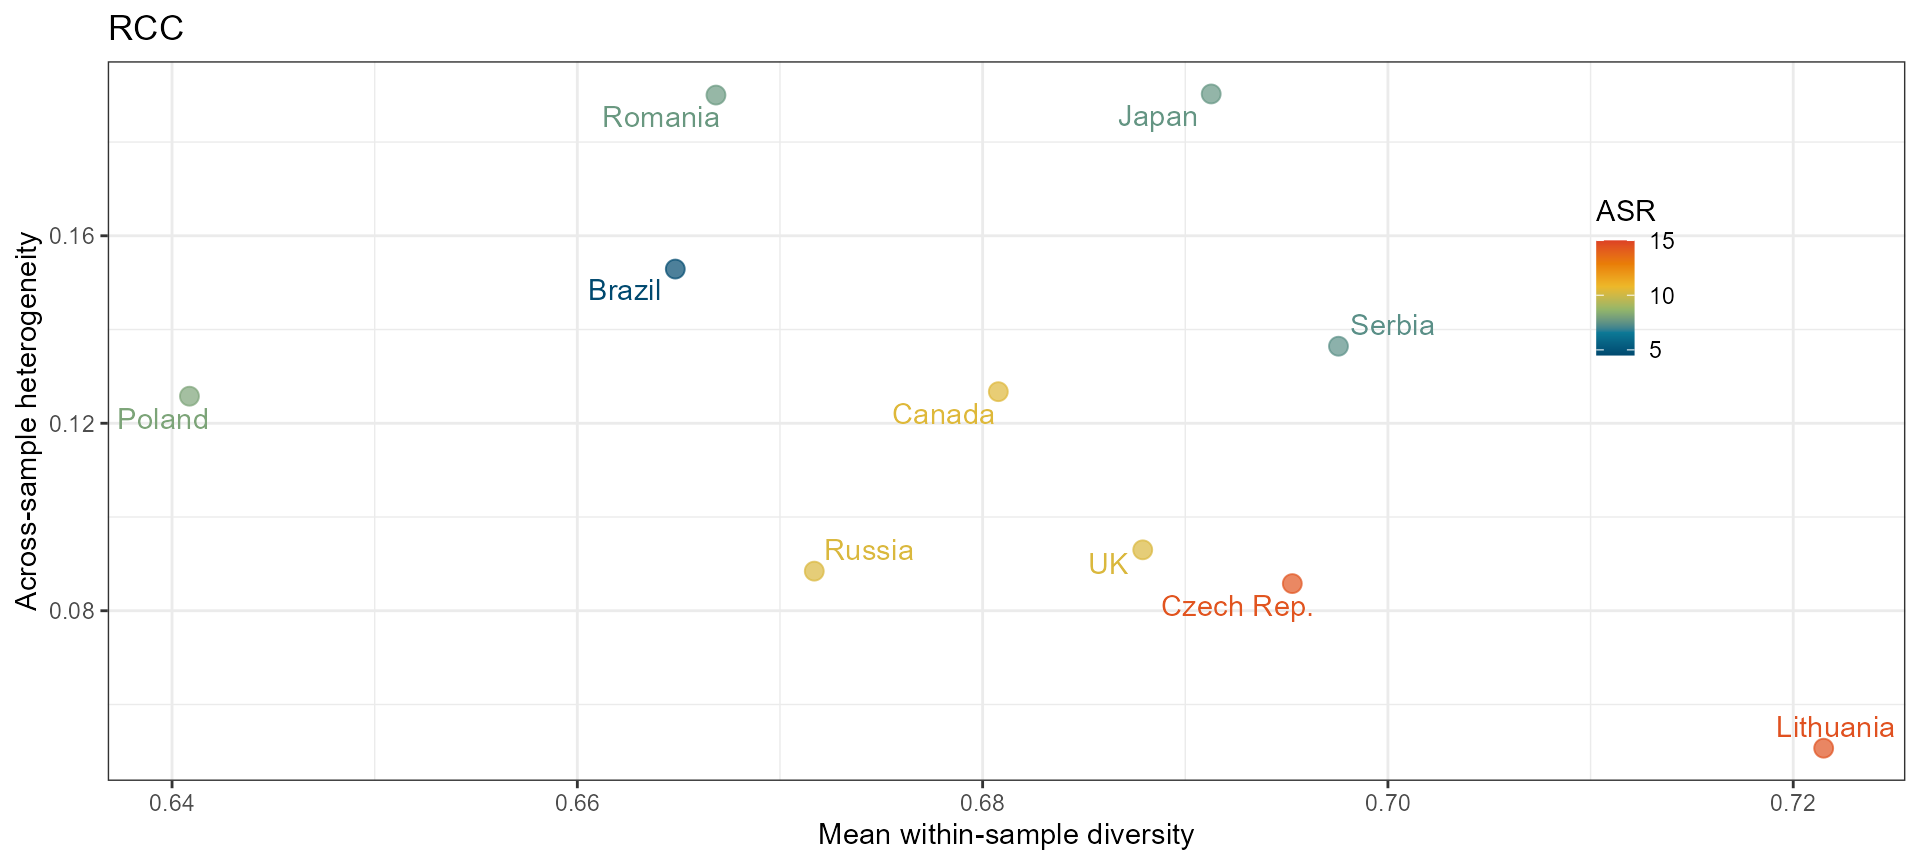 RCC
Romania
Japan
ASR
15
10
5
0.16
Brazil
Serbia
Poland
Canada
0.12
Russia
UK
Czech Rep.
0.08
Lithuania
Across-sample heterogeneity
0.64
0.66
0.68
0.70
0.72
Mean within-sample diversity